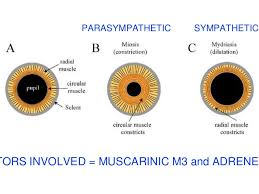 PARASYMPATHETIC SYMPATHETIC
A
radial
muscle
pupil
circular
muscle
Sclera
B
Miosis
(constriction)
circular muscle
constricts
C
Mydriasis
(dilatation)
radial muscle
constricts
TORS INVOLVED = MUSCARINIC M3 and ADRENE